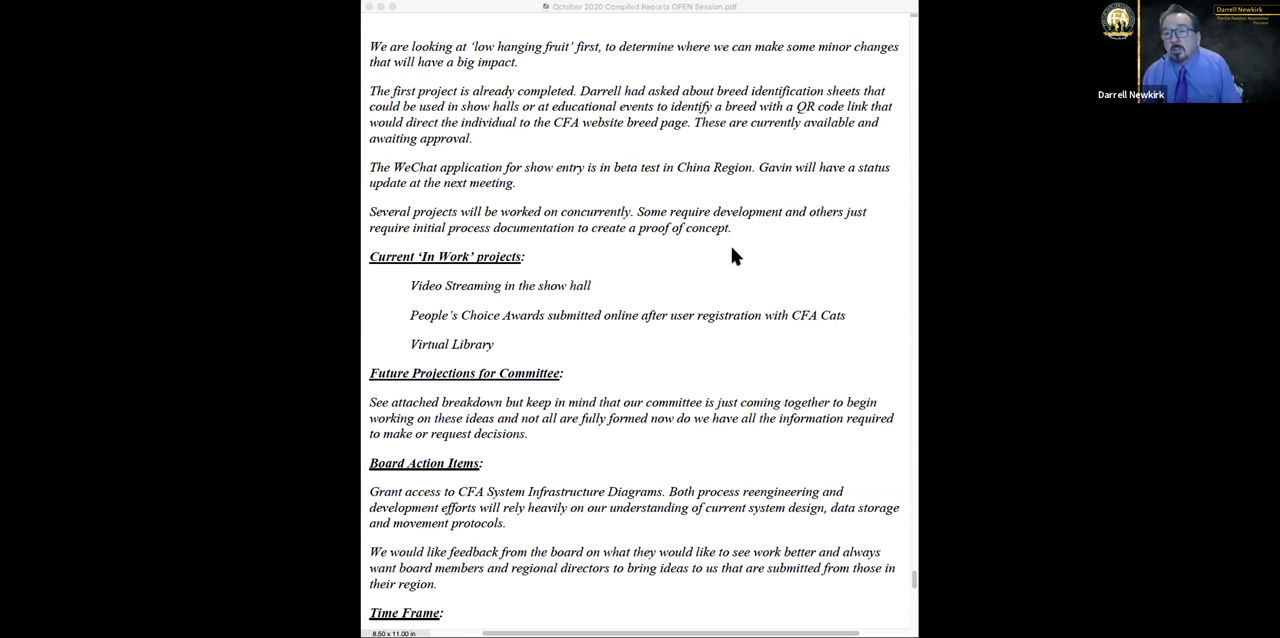 October 2020 Compiled Reports OPEN Session.pdf
We are looking at ‘low hanging fruit’ first, to determine where we can make some minor changes
that will have a big impact.
The first project is already completed. Darrell had asked about breed identification sheets that
could be used in show halls or at educational events to identify a breed with a QR code link that
would direct the individual to the CFA website breed page. These are currently available and
awaiting approval.
The WeChat application for show entry is in beta test in China Region. Gavin will have a status
update at the next meeting.
Several projects will be worked on concurrently. Some require development and others just
require initial process documentation to create a proof of concept.
Current ‘In Work’ projects:
Video Streaming in the show hall
People’s Choice Awards submitted online after user registration with CFA Cats
Virtual Library
Future Projections for Committee:
See attached breakdown but keep in mind that our committee is just coming together to begin
working on these ideas and not all are fully formed now do we have all the information required
to make or request decisions.
Board Action Items:
Grant access to CFA System Infrastructure Diagrams. Both process reengineering and
development efforts will rely heavily on our understanding of current system design, data storage
and movement protocols.
We would like feedback from the board on what they would like to see work better and always
want board members and regional directors to bring ideas to us that are submitted from those in
their region.
Time Frame:
8.50 x 11.00 in
Darrell Newkirk
The Cat Fanciers' Association
President
Darrell Newkirk